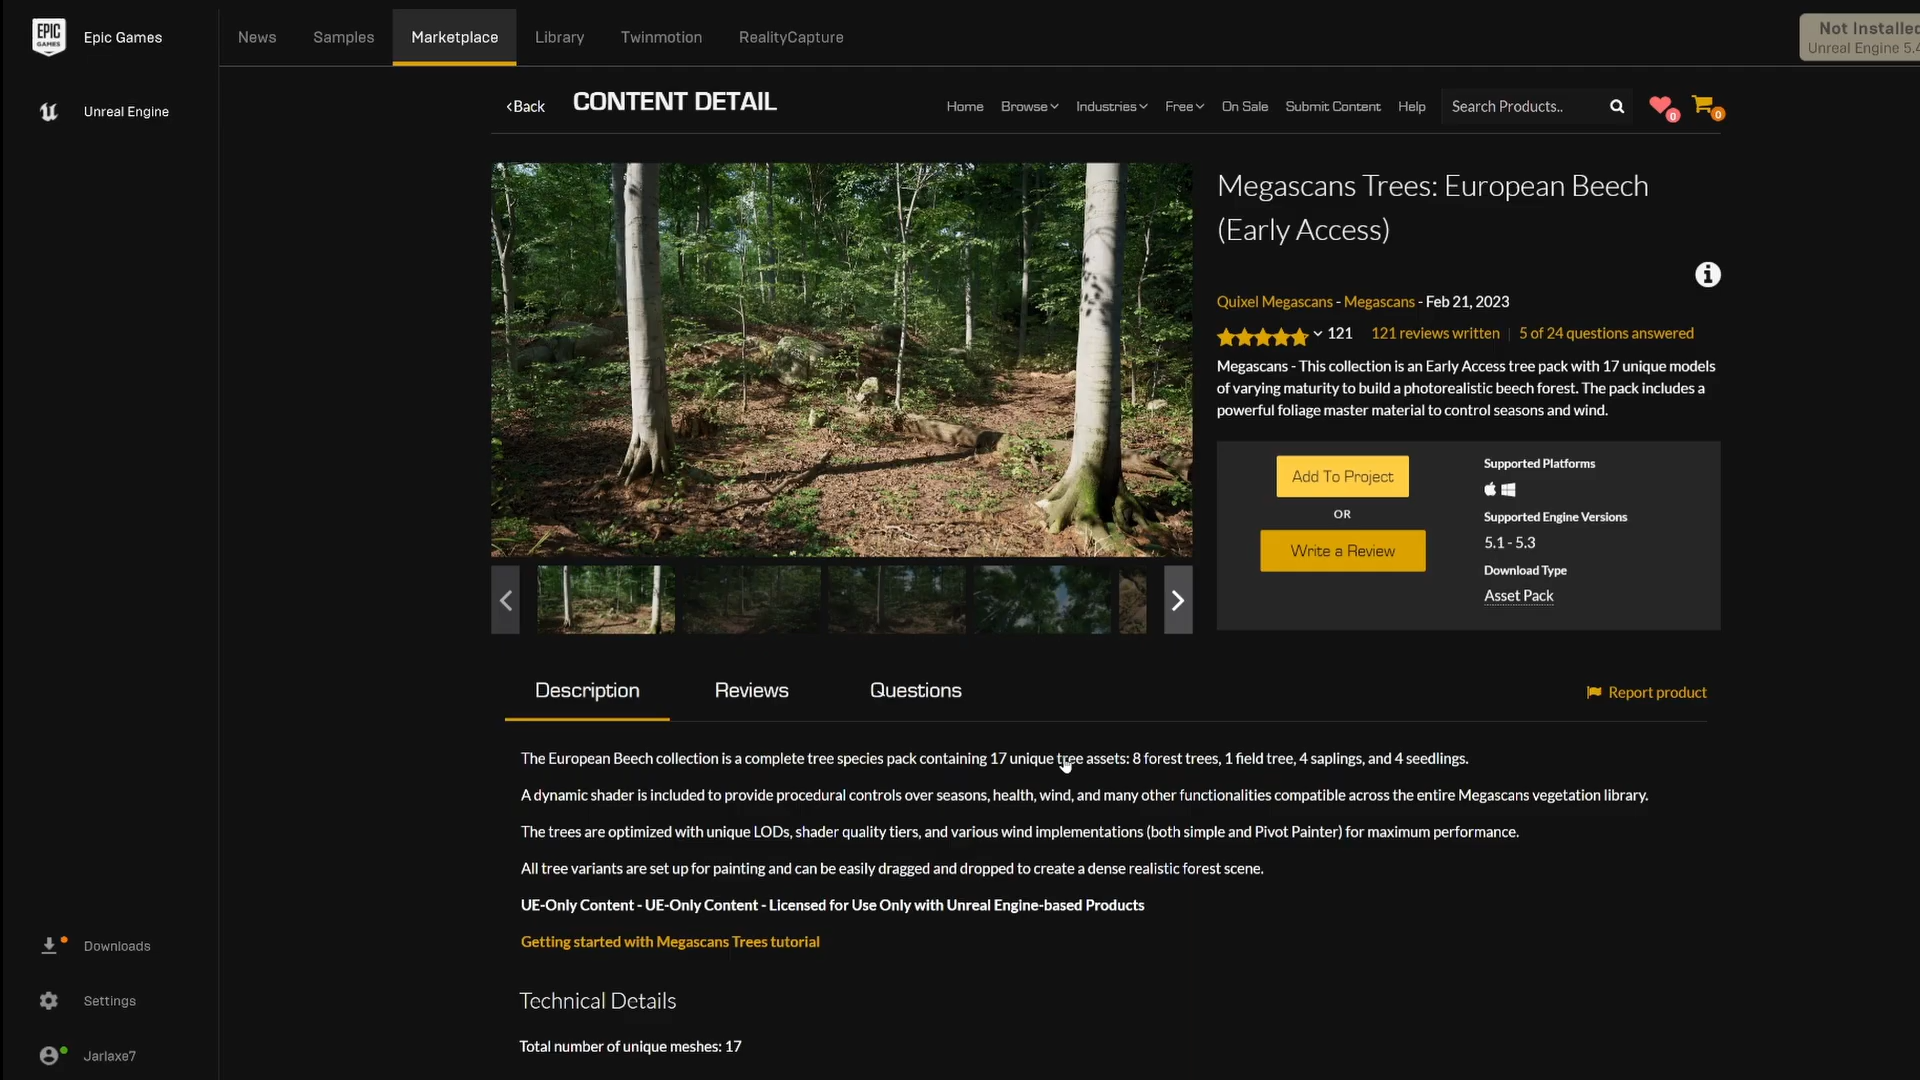 EPIC GAMES
Epic Games
News
Samples
Marketplace
Library
Twinmotion
RealityCapture
Not Installed
Unreal Engine 5.4
Unreal Engine
Back
CONTENT DETAIL
Home
Browse
Industries
Free
On Sale
Submit Content
Help
Search Products..
0
0
Megascans Trees: European Beech
(Early Access)
Quixel Megascans - Megascans - Feb 21, 2023
121
121 reviews written
5 of 24 questions answered
Megascans - This collection is an Early Access tree pack with 17 unique models
of varying maturity to build a photorealistic beech forest. The pack includes a
powerful foliage master material to control seasons and wind.
Add To Project
OR
Write a Review
Supported Platforms
Supported Engine Versions
5.1 - 5.3
Download Type
Asset Pack
Description
Reviews
Questions
Report product
The European Beech collection is a complete tree species pack containing 17 unique tree assets: 8 forest trees, 1 field tree, 4 saplings, and 4 seedlings.
A dynamic shader is included to provide procedural controls over seasons, health, wind, and many other functionalities compatible across the entire Megascans vegetation library.
The trees are optimized with unique LODs, shader quality tiers, and various wind implementations (both simple and Pivot Painter) for maximum performance.
All tree variants are set up for painting and can be easily dragged and dropped to create a dense realistic forest scene.
UE-Only Content - UE-Only Content - Licensed for Use Only with Unreal Engine-based Products
Getting started with Megascans Trees tutorial
Technical Details
Total number of unique meshes: 17
Downloads
Settings
Jarlaxe7